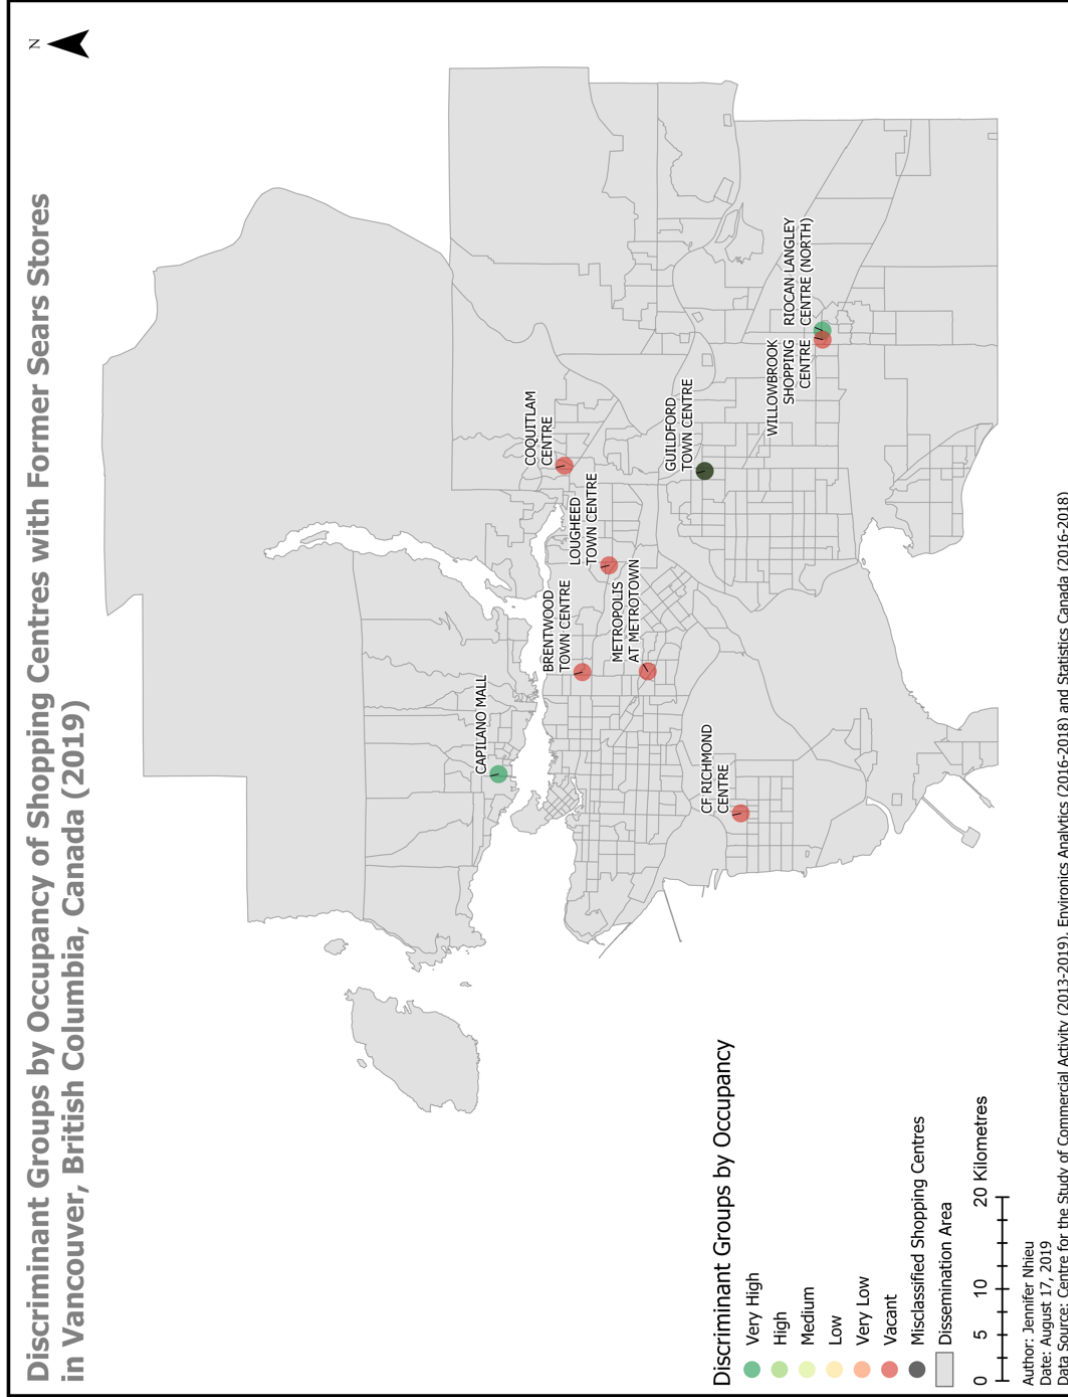 Discriminant Groups by Occupancy of Shopping Centres with Former Sears Stores
in Vancouver, British Columbia, Canada (2019)
N
CAPILANO MALL
COQUITLAM
CENTRE
BRENTWOOD
TOWN CENTRE
LOUGHEED
TOWN CENTRE
METROPOLIS
AT METROTOWN
GUILDFORD
TOWN CENTRE
CF RICHMOND
CENTRE
WILLOWBROOK
SHOPPING
CENTRE
RIOCAN LANGLEY
CENTRE (NORTH)
Discriminant Groups by Occupancy
Very High
High
Medium
Low
Very Low
Vacant
Misclassified Shopping Centres
Dissemination Area
0 5 10 20 Kilometres
Author: Jennifer Nhieu
Date: August 17, 2019
Data Source: Centre for the Study of Commercial Activity (2013-2019), Environics Analytics (2016-2018) and Statistics Canada (2016-2018)